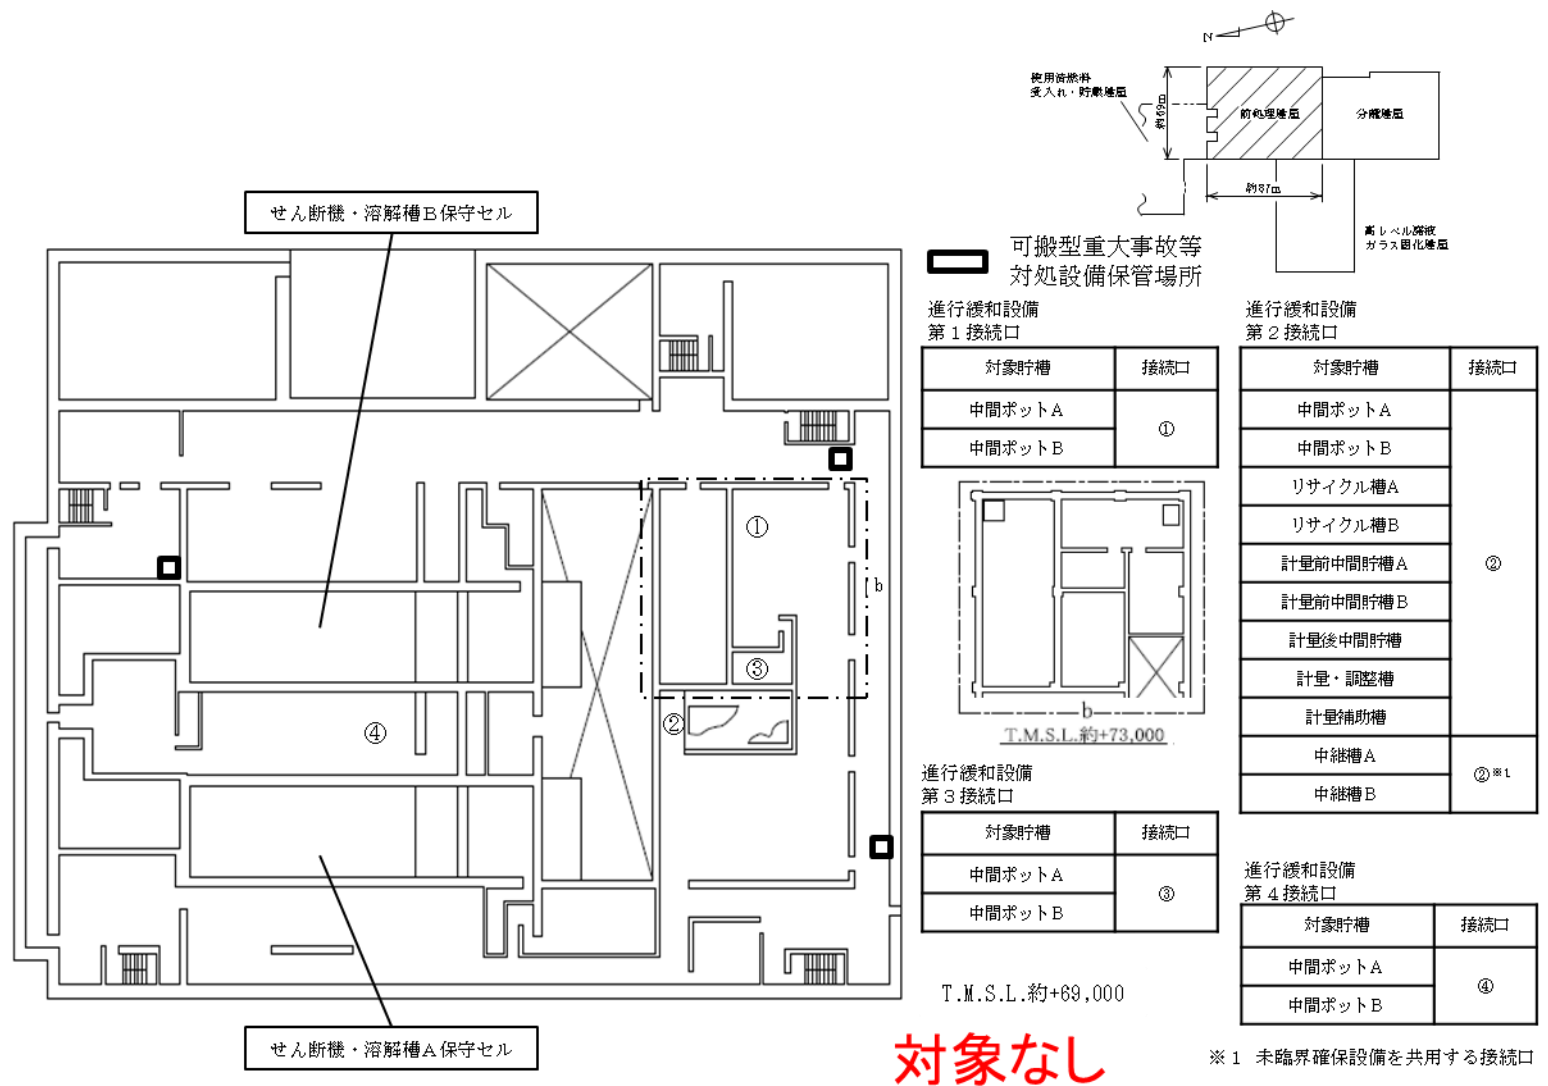 N
使用済燃料
受入れ・貯蔵建屋
約69m
前処理建屋
分離建屋
約87m
高レベル廃液
ガラス固化建屋
せん断機・溶解槽B保守セル
可搬型重大事故等
対処設備保管場所
進行緩和設備
第1接続口
対象貯槽 接続口
中間ポットA
中間ポットB
①
進行緩和設備
第2接続口
対象貯槽 接続口
中間ポットA
中間ポットB
リサイクル槽A
リサイクル槽B
計量前中間貯槽A
計量前中間貯槽B
計量後中間貯槽
計量・調整槽
計量補助槽
②
中継槽A
中継槽B
②※1
①
b
③
②
④
b
T.M.S.L.約+73,000
進行緩和設備
第3接続口
対象貯槽 接続口
中間ポットA
中間ポットB
③
進行緩和設備
第4接続口
対象貯槽 接続口
中間ポットA
中間ポットB
④
T.M.S.L.約+69,000
せん断機・溶解槽A保守セル
対象なし
※1 未臨界確保設備を共用する接続口